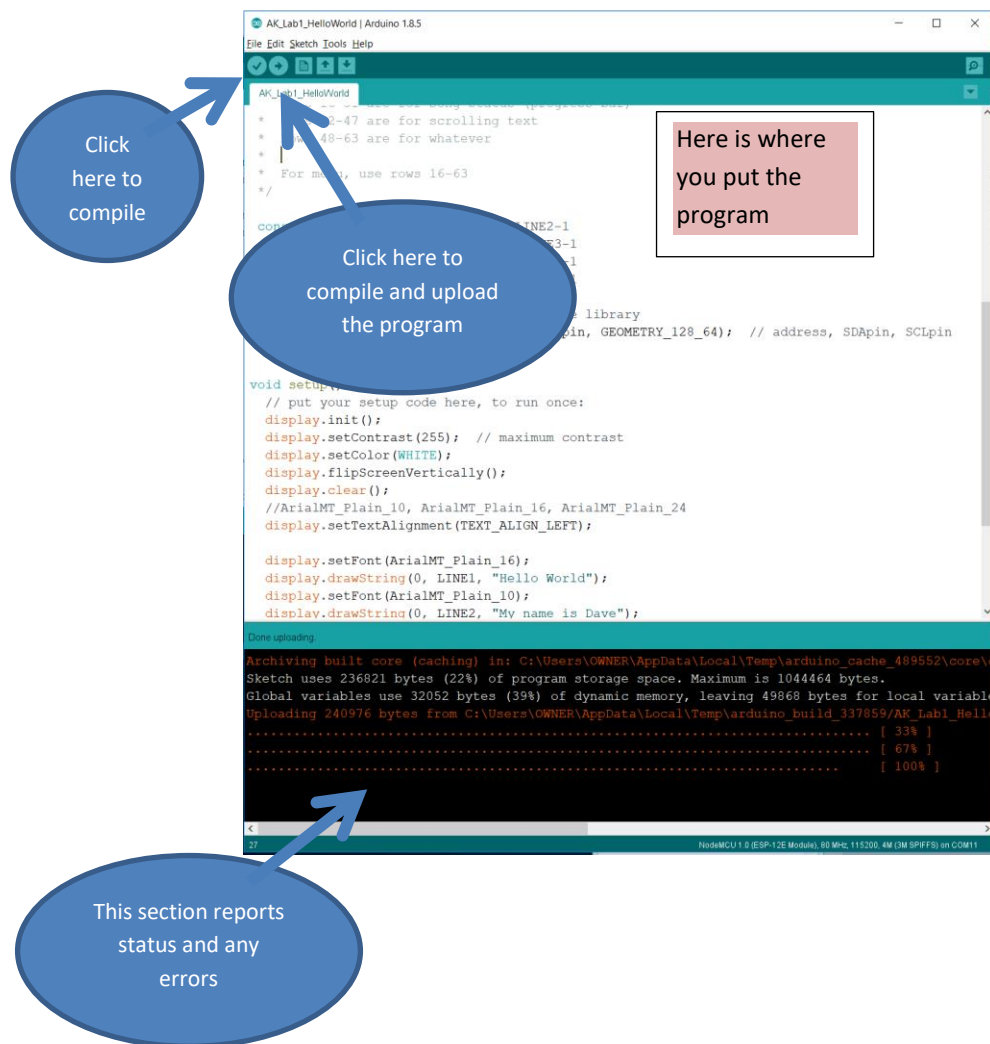 AK_Lab1_HelloWorld | Arduino 1.8.5
File Edit Sketch Tools Help
AK_Lab1_HelloWorld
Click
here to
compile
Here is where
you put the
program
* 2-47 are for scrolling text
* 48-63 are for whatever
*
* For menu, use rows 16-63
*/
LINE2-1
-1
Click here to
compile and upload
the program
library
pin, GEOMETRY_128_64); // address, SDApin, SCLpin
void setup()
// put your setup code here, to run once:
display.init();
display.setContrast(255); // maximum contrast
display.setColor(WHITE);
display.flipScreenVertically();
display.clear();
//ArialMT_Plain_10, ArialMT_Plain_16, ArialMT_Plain_24
display.setTextAlignment(TEXT_ALIGN_LEFT);
display.setFont(ArialMT_Plain_16);
display.drawString(0, LINE1, "Hello World");
display.setFont(ArialMT_Plain_10);
display.drawString(0, LINE2, "My name is Dave");
Done uploading.
Archiving built core (caching) in: C:\Users\OWNER\AppData\Local\Temp\arduino_cache_489552\core\
Sketch uses 236821 bytes (22%) of program storage space. Maximum is 1044464 bytes.
Global variables use 32052 bytes (39%) of dynamic memory, leaving 49868 bytes for local variabl
Uploading 240976 bytes from C:\Users\OWNER\AppData\Local\Temp\arduino_build_337859/AK_Lab1_Hell
................................................................................ [ 33% ]
................................................................................ [ 67% ]
............................................................................ [ 100% ]
27
NodeMCU 1.0 (ESP-12E Module), 80 MHz, 115200, 4M (3M SPIFFS) on COM11
This section reports
status and any
errors